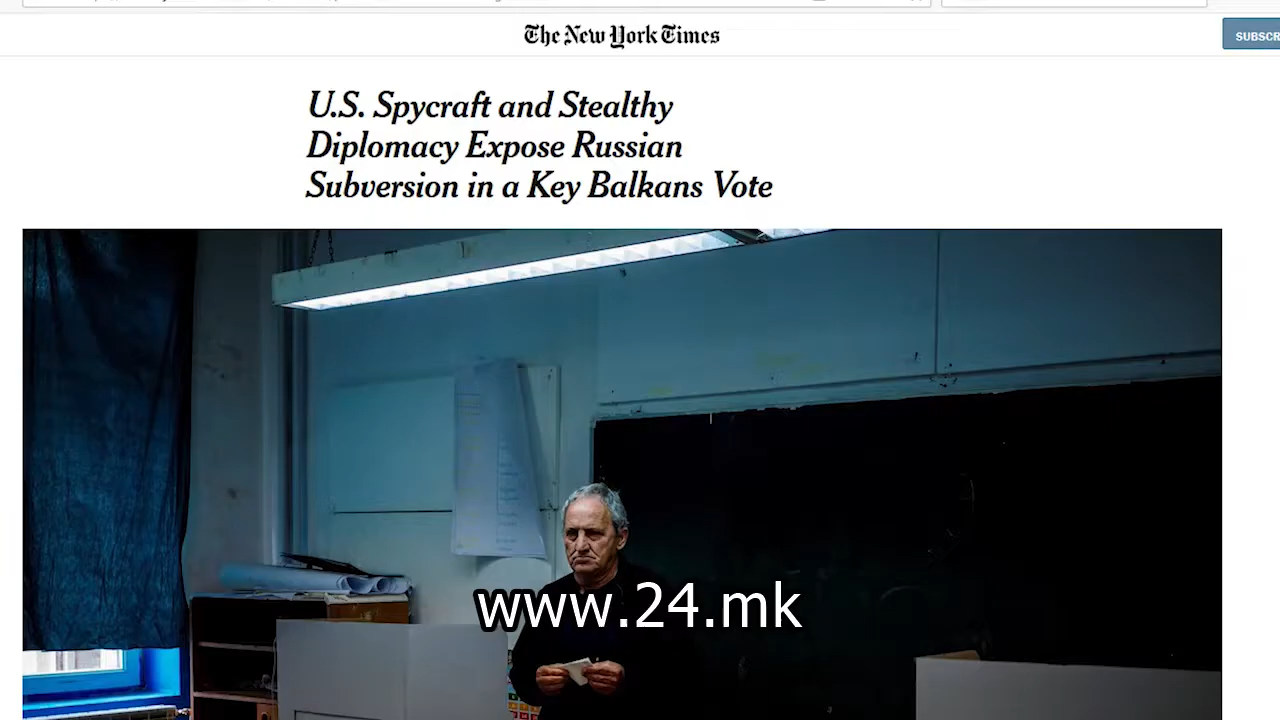 The New York Times
SUBSCR
U.S. Spycraft and Stealthy
Diplomacy Expose Russian
Subversion in a Key Balkans Vote
www.24.mk